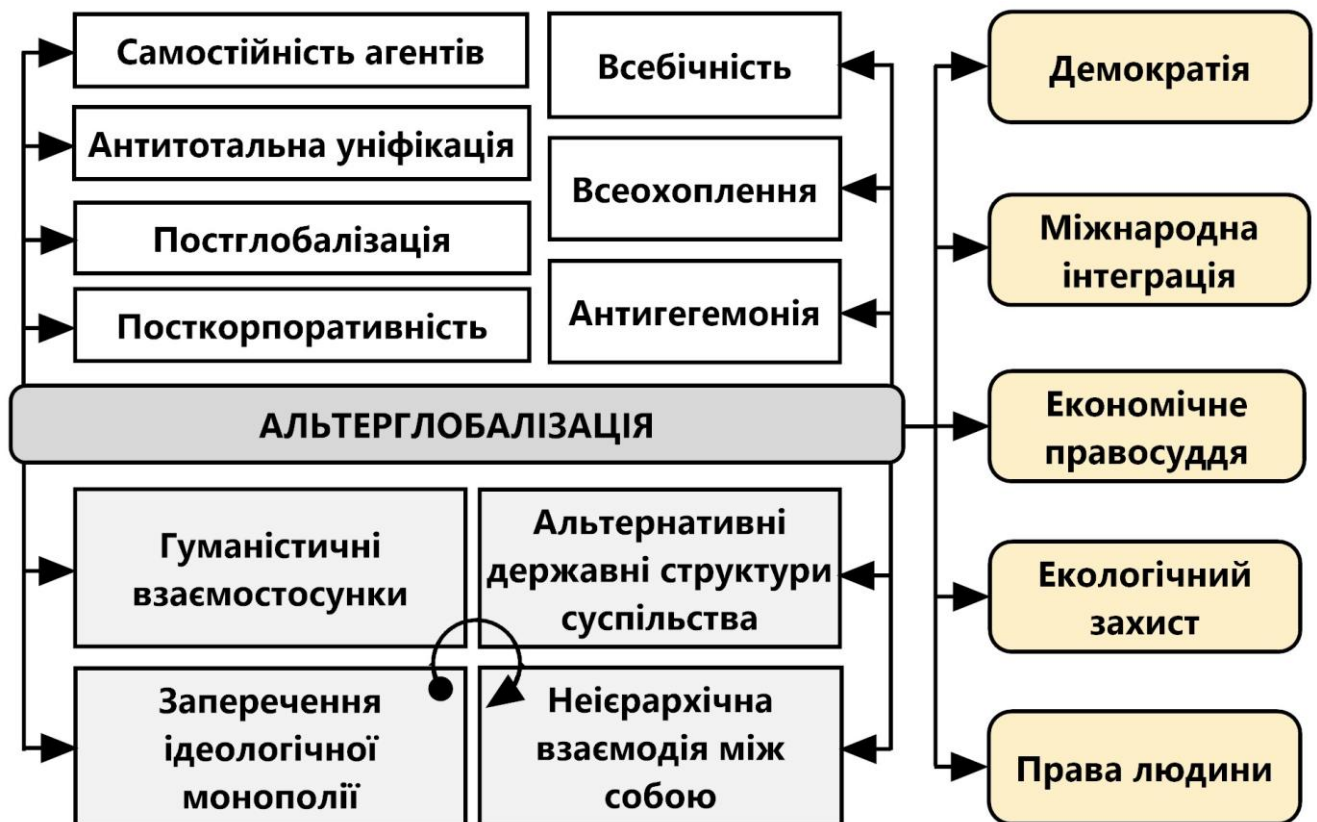 Самостійність агентів
Антитотальна уніфікація
Постглобалізація
Посткорпоративність
Всебічність
Всеохоплення
Антигегемонія
АЛЬТЕРГЛОБАЛІЗАЦІЯ
Гуманістичні
взаємостосунки
Альтернативні
державні структури
суспільства
Заперечення
ідеологічної
монополії
Неієрархічна
взаємодія між
собою
Демократія
Міжнародна
інтеграція
Економічне
правосуддя
Екологічний
захист
Права людини